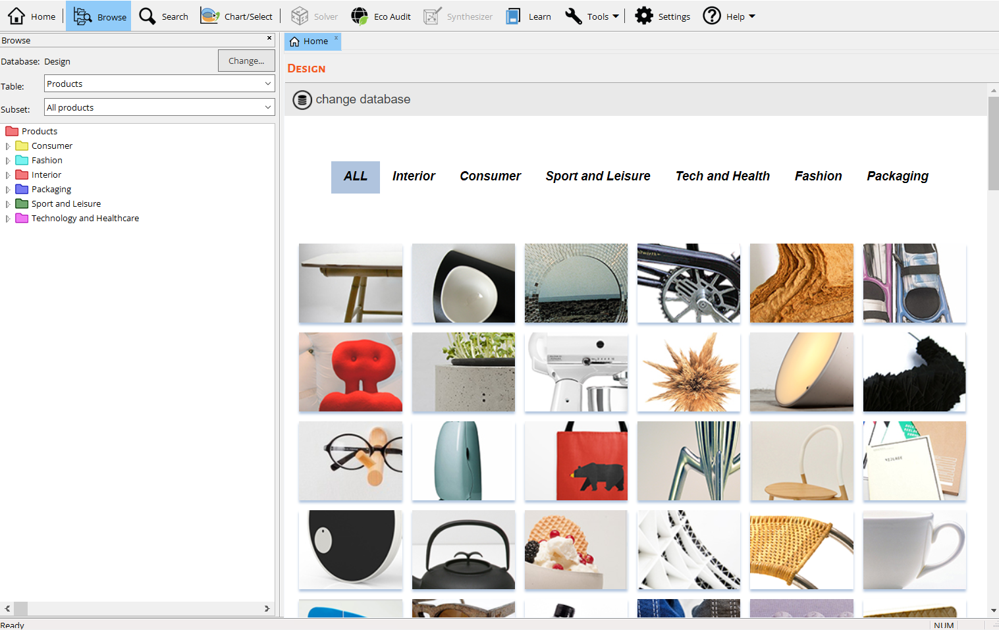 Home
Browse
Search
Chart/Select
Solver
Eco Audit
Synthesizer
Learn
Tools
Settings
Help
Browse
Database: Design
Change...
Table: Products
Subset: All products
Products
Consumer
Fashion
Interior
Packaging
Sport and Leisure
Technology and Healthcare
Home
Design
change database
ALL
Interior
Consumer
Sport and Leisure
Tech and Health
Fashion
Packaging
Ready
NUM